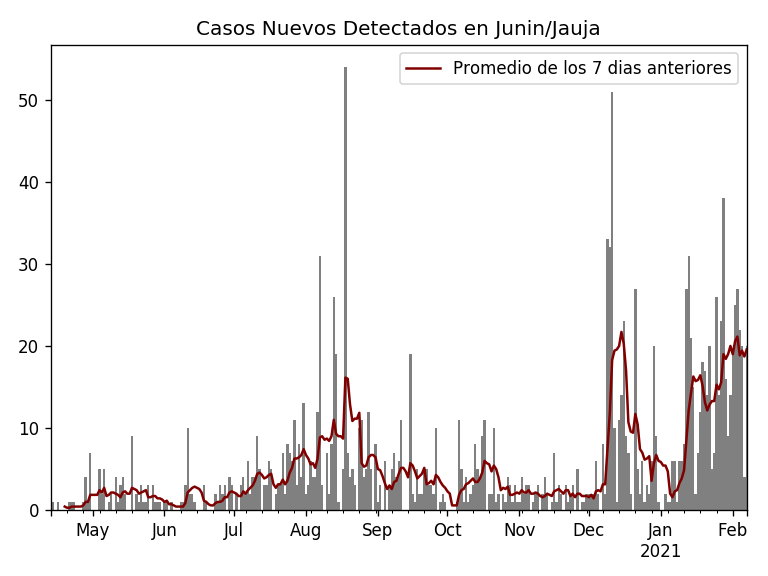 Casos Nuevos Detectados en Junin/Jauja
Promedio de los 7 dias anteriores
50
40
30
20
10
0
May Jun Jul Aug Sep Oct Nov Dec Jan Feb
2021